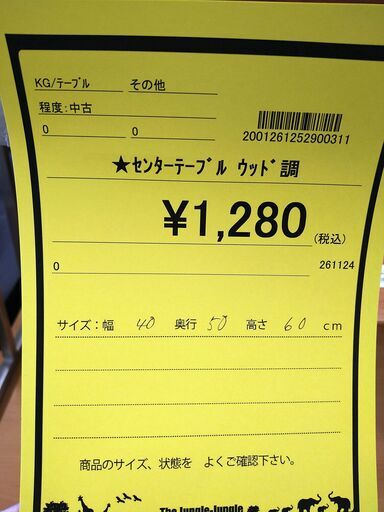 KG/ﾃｰﾌﾞﾙ その他
程度:中古
0 0
2001261252900311
★センターテーブﾞル ウッドﾞ調
¥1,280(税込)
0 261124
サイズ:幅 40 奥行 50 高さ 60 cm
商品のサイズ、状態を よくご確認下さい。
The Jungle-Jungle